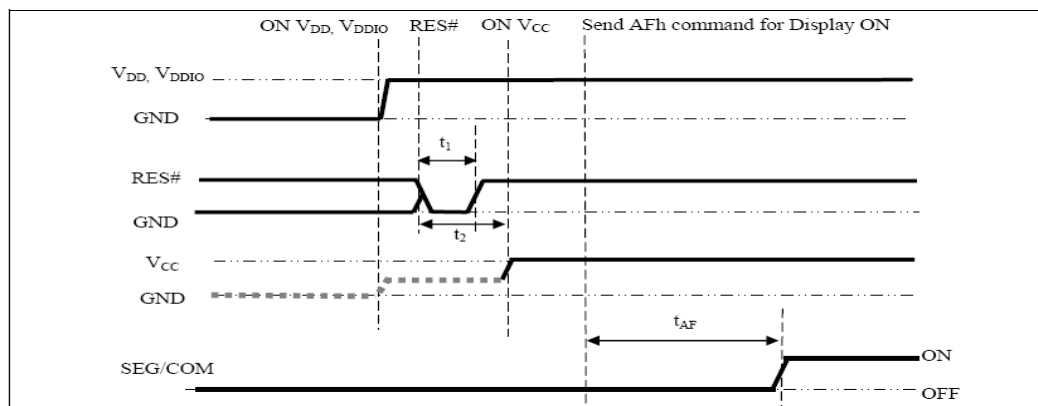 ON VDD, VDDIO RES# ON VCC Send AFh command for Display ON
VDD, VDDIO
GND
t1
RES#
GND
t2
VCC
GND
tAF
SEG/COM
ON
OFF